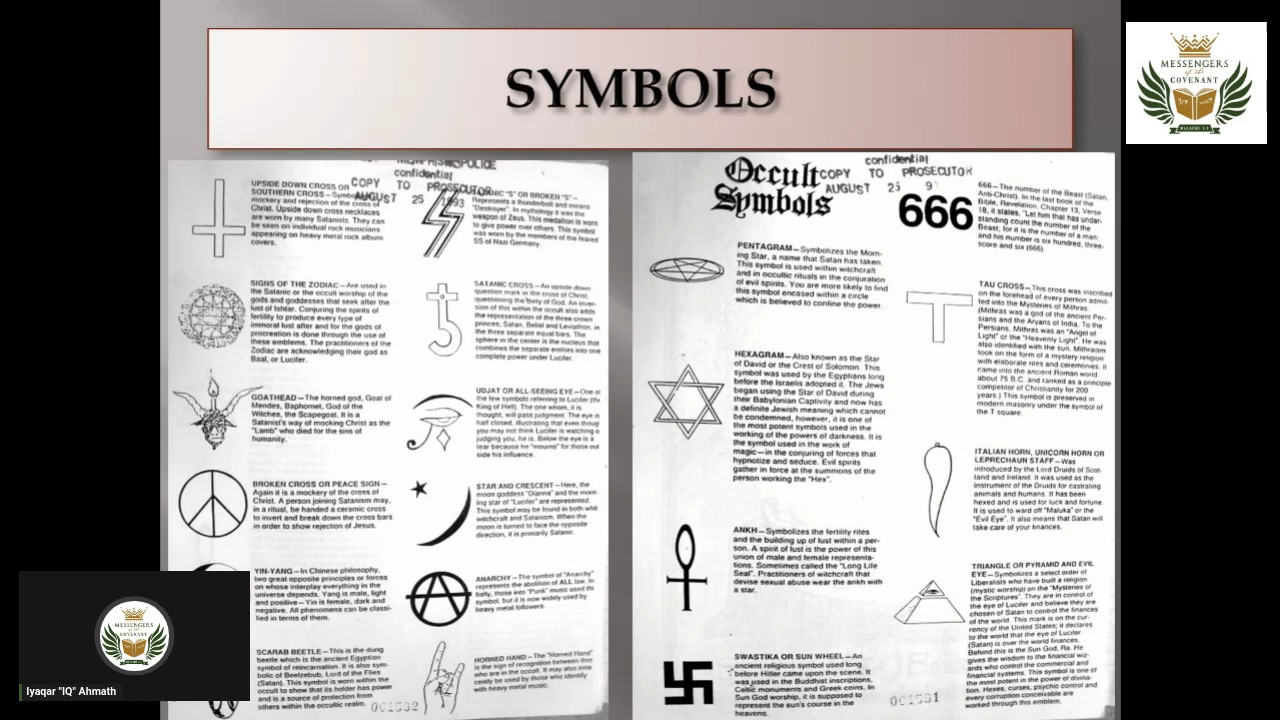 SYMBOLS
MESSENGERS
of the
COVENANT
MALACHI 3:1
POLICE
confidential
COPY TO PROSECUTOR
AUGUST 25
UPSIDE DOWN CROSS OR
SOUTHERN CROSS—
mockery and rejection of the cross of
Christ. Upside down cross necklaces
are worn by many Satanists. They can
be seen on individual rock musicians
appearing on heavy metal rock album
covers.
SIGNS OF THE ZODIAC—Are used in
the Satanic or the occult worship of the
gods and goddesses that seek after the
lust of Ishtar. Conjuring the spirits of
fertility to produce every type of
immoral lust after and for the gods of
procreation is done through the use of
these emblems. The practitioners of the
Zodiac are acknowledging their god as
Baal, or Lucifer.
GOATHEAD—The horned god, Goat of
Mendes, Baphomet, God of the
Witches, the Scapegoat. It is a
Satanist's way of mocking Christ as the
"Lamb" who died for the sins of
humanity.
BROKEN CROSS OR PEACE SIGN—
Again it is a mockery of the cross of
Christ. A person joining Satanism may,
in a ritual, be handed a ceramic cross
to invert and break down the cross bars
in order to show rejection of Jesus.
YIN-YANG—In Chinese philosophy,
two great opposite principles or forces
on whose interplay everything in the
universe depends. Yang is male, light
and positive—Yin is female, dark and
negative. All phenomena can be classi-
fied in terms of them.
SCARAB BEETLE—This is the dung
beetle which is the ancient Egyptian
symbol of reincarnation. It is also sym-
bolic of Beelzebub, Lord of the Flies
(Satan). This symbol is worn within the
occult to show that its holder has power
and is a source of protection from
others within the occultic realm.
"S" OR BROKEN "S"—
Represents a thunderbolt and means
"Destroyer". In mythology it was the
weapon of Zeus. This medallion is worn
to give power over others. This symbol
was worn by the members of the feared
SS of Nazi Germany.
SATANIC CROSS—An upside down
question mark in the cross of Christ,
questioning the Deity of God. An inver-
sion of this within the occult also adds
the representation of the three crown
princes; Satan, Belial and Leviathon, in
the three separate equal bars. The
sphere in the center is the nucleus that
combines the separate entities into one
complete power under Lucifer.
UDJAT OR ALL-SEEING EYE—One of
the few symbols referring to Lucifer (the
King of Hell). The one whom, it is
thought, will pass judgment. The eye is
half closed, illustrating that even though
you may not think Lucifer is watching or
judging you, he is. Below the eye is a
tear because he "mourns" for those out
side his influence.
STAR AND CRESCENT—Here, the
moon goddess "Dianna" and the morn-
ing star of "Lucifer" are represented.
This symbol may be found in both whit
witchcraft and Satanism. When the
moon is turned to face the opposite
direction, it is primarily Satanic.
ANARCHY—The symbol of "Anarchy"
represents the abolition of ALL law. In
tially, those into "Punk" music used this
symbol, but it is now widely used by
heavy metal followers.
HORNED HAND—The "Horned Hand"
is the sign of recognition between those
who are in the occult. It may also inno
cently be used by those who identify
with heavy metal music.
Occult
Symbols
confidential
COPY TO PROSECUTOR
AUGUST 25 9
PENTAGRAM—Symbolizes the Morn-
ing Star, a name that Satan has taken.
This symbol is used within witchcraft
and in occultic rituals in the conjuration
of evil spirits. You are more likely to find
this symbol encased within a circle
which is believed to confine the power.
HEXAGRAM—Also known as the Star
of David or the Crest of Solomon. This
symbol was used by the Egyptians long
before the Israelis adopted it. The Jews
began using the Star of David during
their Babylonian Captivity and now has
a definite Jewish meaning which cannot
be condemned, however, it is one of
the most potent symbols used in the
working of the powers of darkness. It is
the symbol used in the work of
magic—in the conjuring of forces that
hypnotize and seduce. Evil spirits
gather in force at the summons of the
person working the "Hex".
ANKH—Symbolizes the fertility rites
and the building up of lust within a per-
son. A spirit of lust is the power of this
union of male and female representa-
tions. Sometimes called the "Long Life
Seal". Practitioners of witchcraft that
devise sexual abuse wear the ankh with
a star.
SWASTIKA OR SUN WHEEL—An
ancient religious symbol used long
before Hitler came upon the scene. It
was used in the Buddhist inscriptions,
Celtic monuments and Greek coins. In
Sun God worship, it is supposed to
represent the sun's course in the
heavens.
666
666—The number of the Beast (Satan,
Anti-Christ). In the last book of the
Bible, Revelation, Chapter 13, Verse
18, it states, "Let him that has under-
standing count the number of the
Beast; for it is the number of a man;
and his number is six hundred, three-
score and six (666).
TAU CROSS—This cross was inscribed
on the forehead of every person admit-
ted into the Mysteries of Mithras.
(Mithras was a god of the ancient Per-
sians and the Aryans of India. To the
Persians, Mithras was an "Angel of
Light" or the "Heavenly Light". He was
also identified with the sun. Mithraism
took on the form of a mystery religion
with elaborate rites and ceremonies. It
came into the ancient Roman world
about 75 B.C. and ranked as a principle
competitor of Christianity for 200
years.) This symbol is preserved in
modern masonry under the symbol of
the T square.
ITALIAN HORN, UNICORN HORN OR
LEPRECHAUN STAFF—Was
introduced by the Lord Druids of Scot-
land and Ireland. It was used as the
instrument of the Druids for castrating
animals and humans. It has been
hexed and is used for luck and fortune.
It is used to ward off "Maluka" or the
"Evil Eye". It also means that Satan will
take care of your finances.
TRIANGLE OR PYRAMID AND EVIL
EYE—Symbolizes a select order of
Liberalists who have built a religion
(mystic worship) on the "Mysteries of
the Scriptures". They are in control of
the eye of Lucifer and believe they are
chosen of Satan to control the finances
of the world. This mark is on the cur-
rency of the United States; it declares
to the world that the eye of Lucifer
(Satan) is over the world finances.
Behind this is the Sun God, Ra. He
gives the wisdom to the financial wiz-
ards who control the commercial and
financial systems. This symbol is one of
the most potent in the power of divina-
tion. Hexes, curses, psychic control and
every corruption conceivable are
worked through this emblem.
Iyaqar "IQ" Ahmath